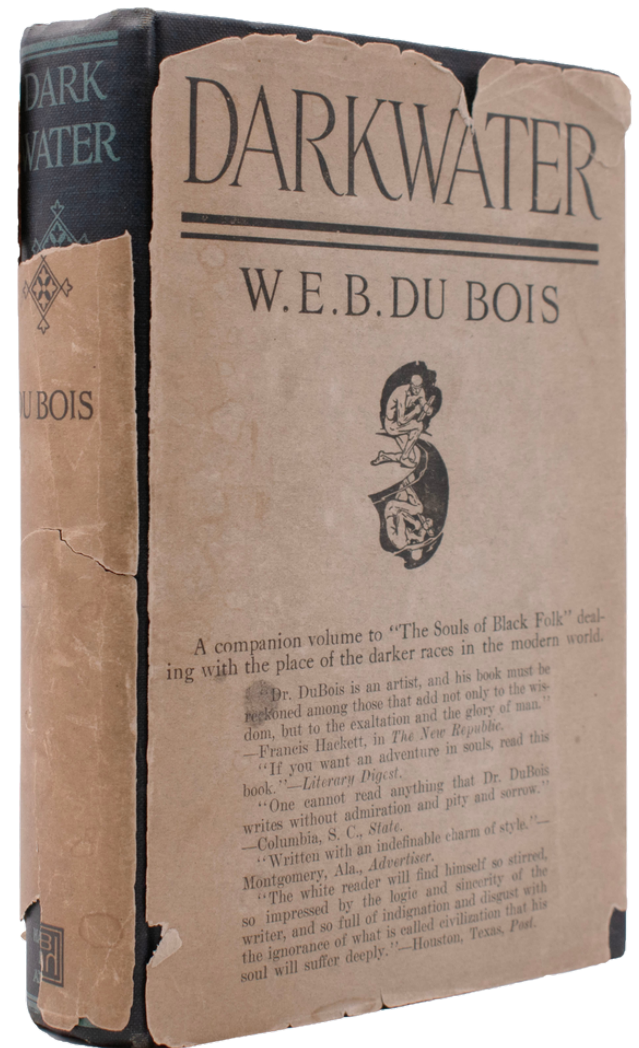 DARK
WATER
DU BOIS
DARKWATER
W.E.B. DU BOIS
A companion volume to "The Souls of Black Folk" deal-
ing with the place of the darker races in the modern world.
"Dr. DuBois is an artist, and his book must be
reckoned among those that add not only to the wis-
dom, but to the exaltation and the glory of man."
—Francis Hackett, in The New Republic.
"If you want an adventure in souls, read this
book."—Literary Digest.
"One cannot read anything that Dr. DuBois
writes without admiration and pity and sorrow."
—Columbia, S. C., State.
"Written with an indefinable charm of style."—
Montgomery, Ala., Advertiser.
"The white reader will find himself so stirred,
so impressed by the logic and sincerity of the
writer, and so full of indignation and disgust with
the ignorance of what is called civilization that his
soul will suffer deeply."—Houston, Texas, Post.